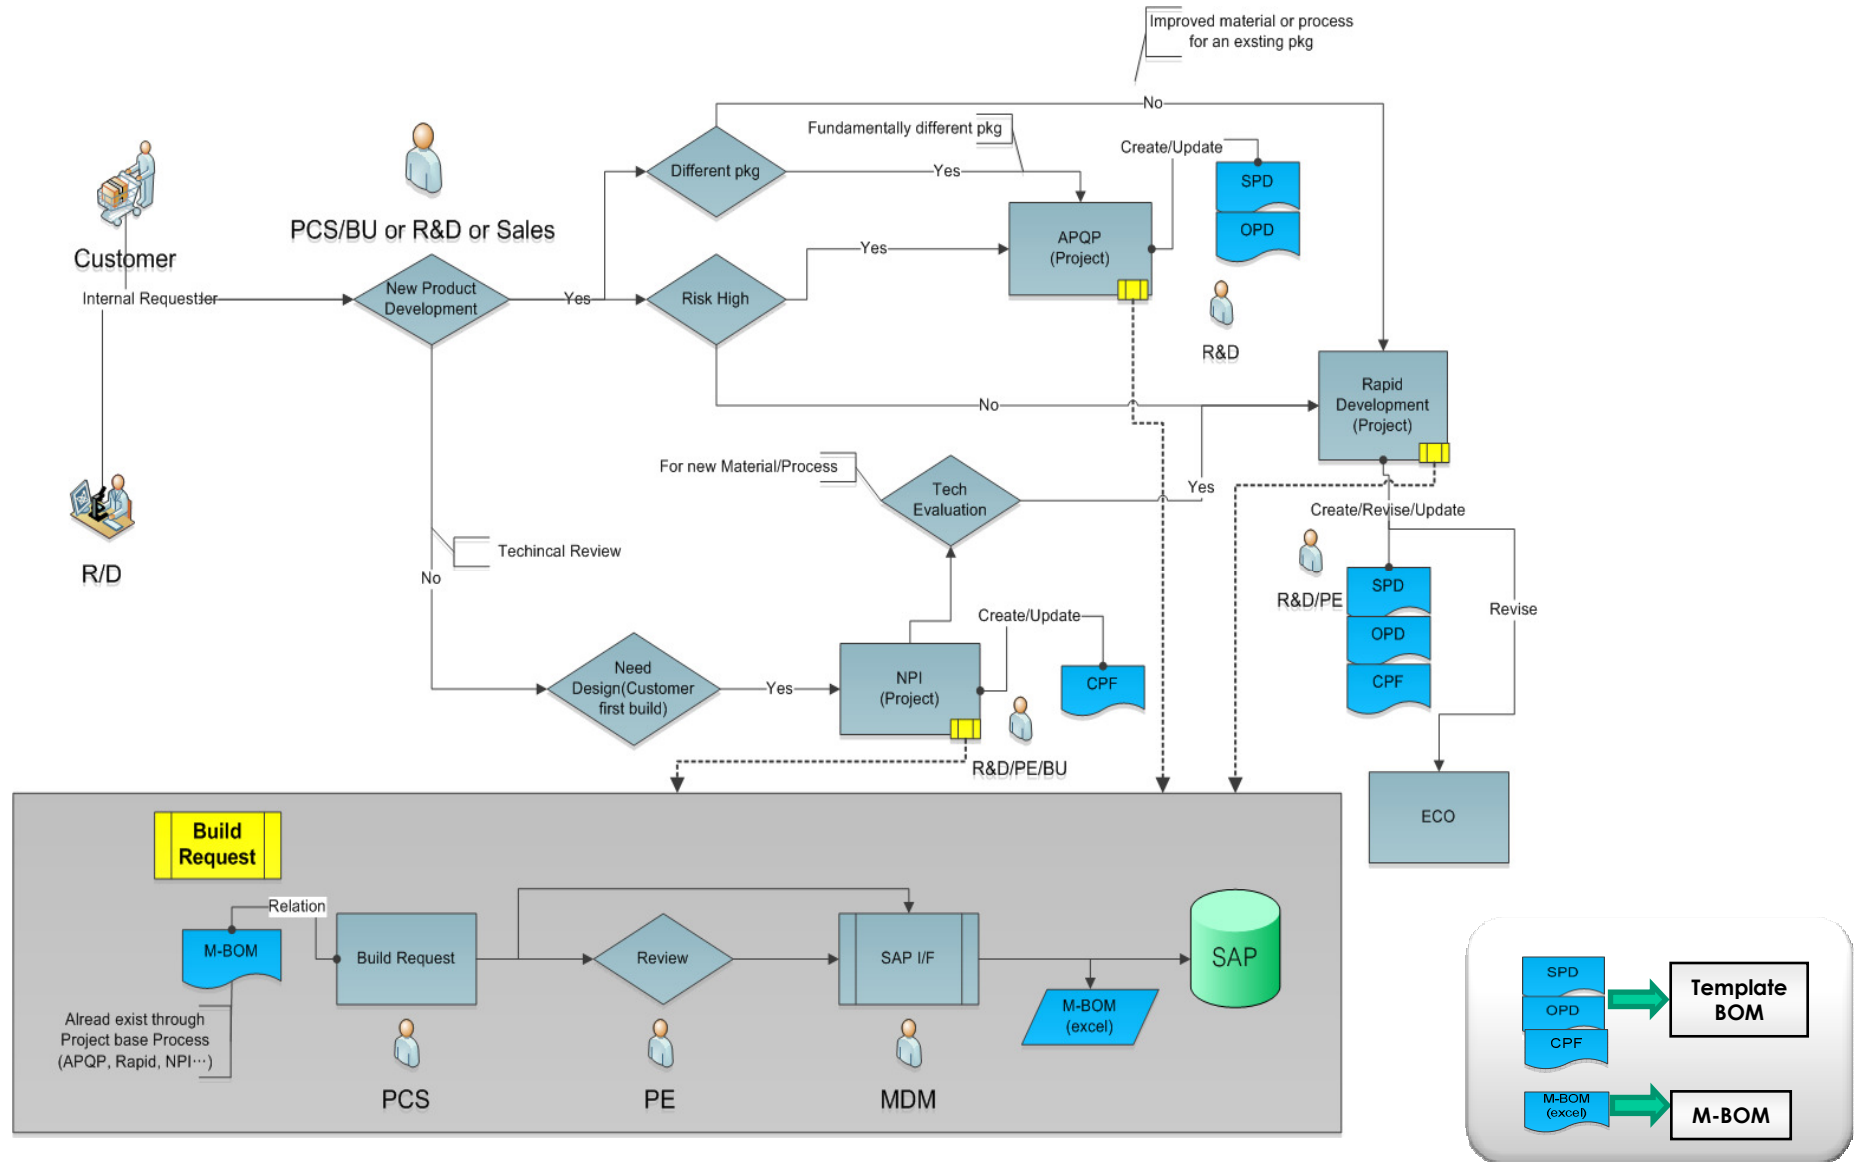 Improved material or process
for an exsting pkg
No
Fundamentally different pkg
Create/Update
Different pkg
Yes
SPD
OPD
PCS/BU or R&D or Sales
Customer
APQP
(Project)
Yes
Internal Requestler
New Product
Development
Yes
Risk High
R&D
Rapid
Development
(Project)
No
For new Material/Process
Tech
Evaluation
Yes
Create/Revise/Update
Techincal Review
R/D
No
SPD
R&D/PE
OPD
CPF
Revise
Create/Update
Need
Design(Customer
first build)
Yes
NPI
(Project)
CPF
R&D/PE/BU
ECO
Build
Request
Relation
M-BOM
Build Request
Review
SAP I/F
SAP
M-BOM
(excel)
Alread exist through
Project base Process
(APQP, Rapid, NPI···)
PCS
PE
MDM
SPD
OPD
CPF
Template
BOM
M-BOM
(excel)
M-BOM